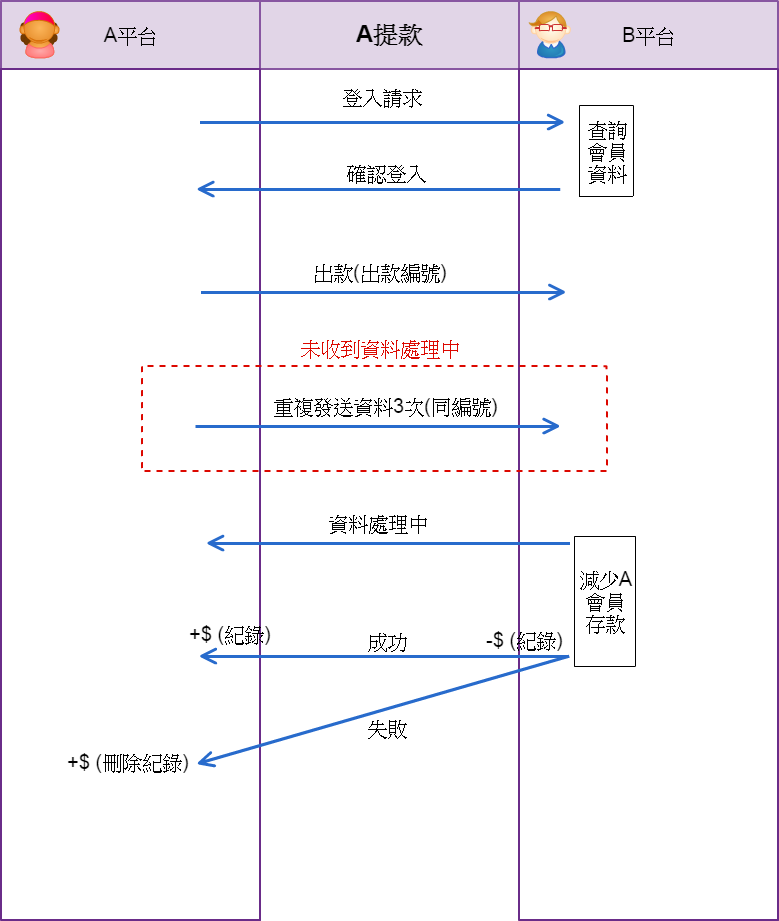 A平台
A提款
B平台
登入請求
查詢
會員
資料
確認登入
出款(出款編號)
未收到資料處理中
重複發送資料3次(同編號)
資料處理中
減少A
會員
存款
+$ (紀錄)
成功
-$ (紀錄)
失敗
+$ (刪除紀錄)